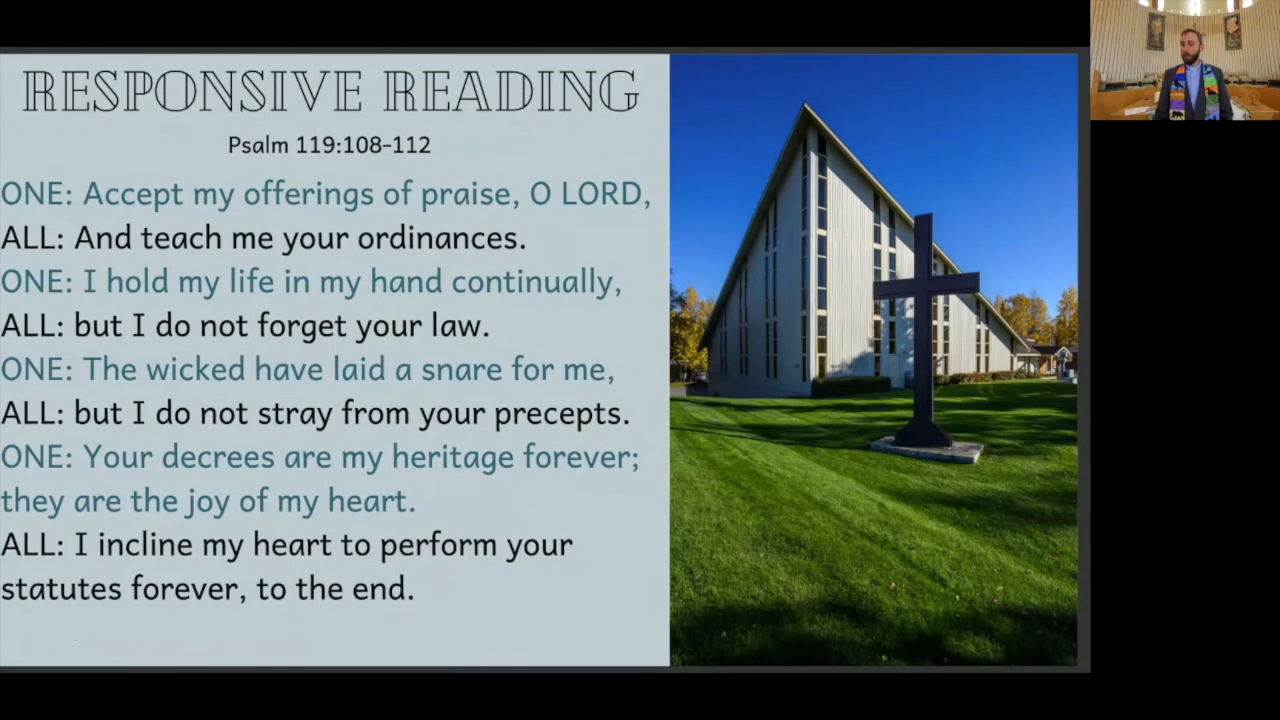 RESPONSIVE READING
Psalm 119:108-112
ONE: Accept my offerings of praise, O LORD,
ALL: And teach me your ordinances.
ONE: I hold my life in my hand continually,
ALL: but I do not forget your law.
ONE: The wicked have laid a snare for me,
ALL: but I do not stray from your precepts.
ONE: Your decrees are my heritage forever;
they are the joy of my heart.
ALL: I incline my heart to perform your
statutes forever, to the end.